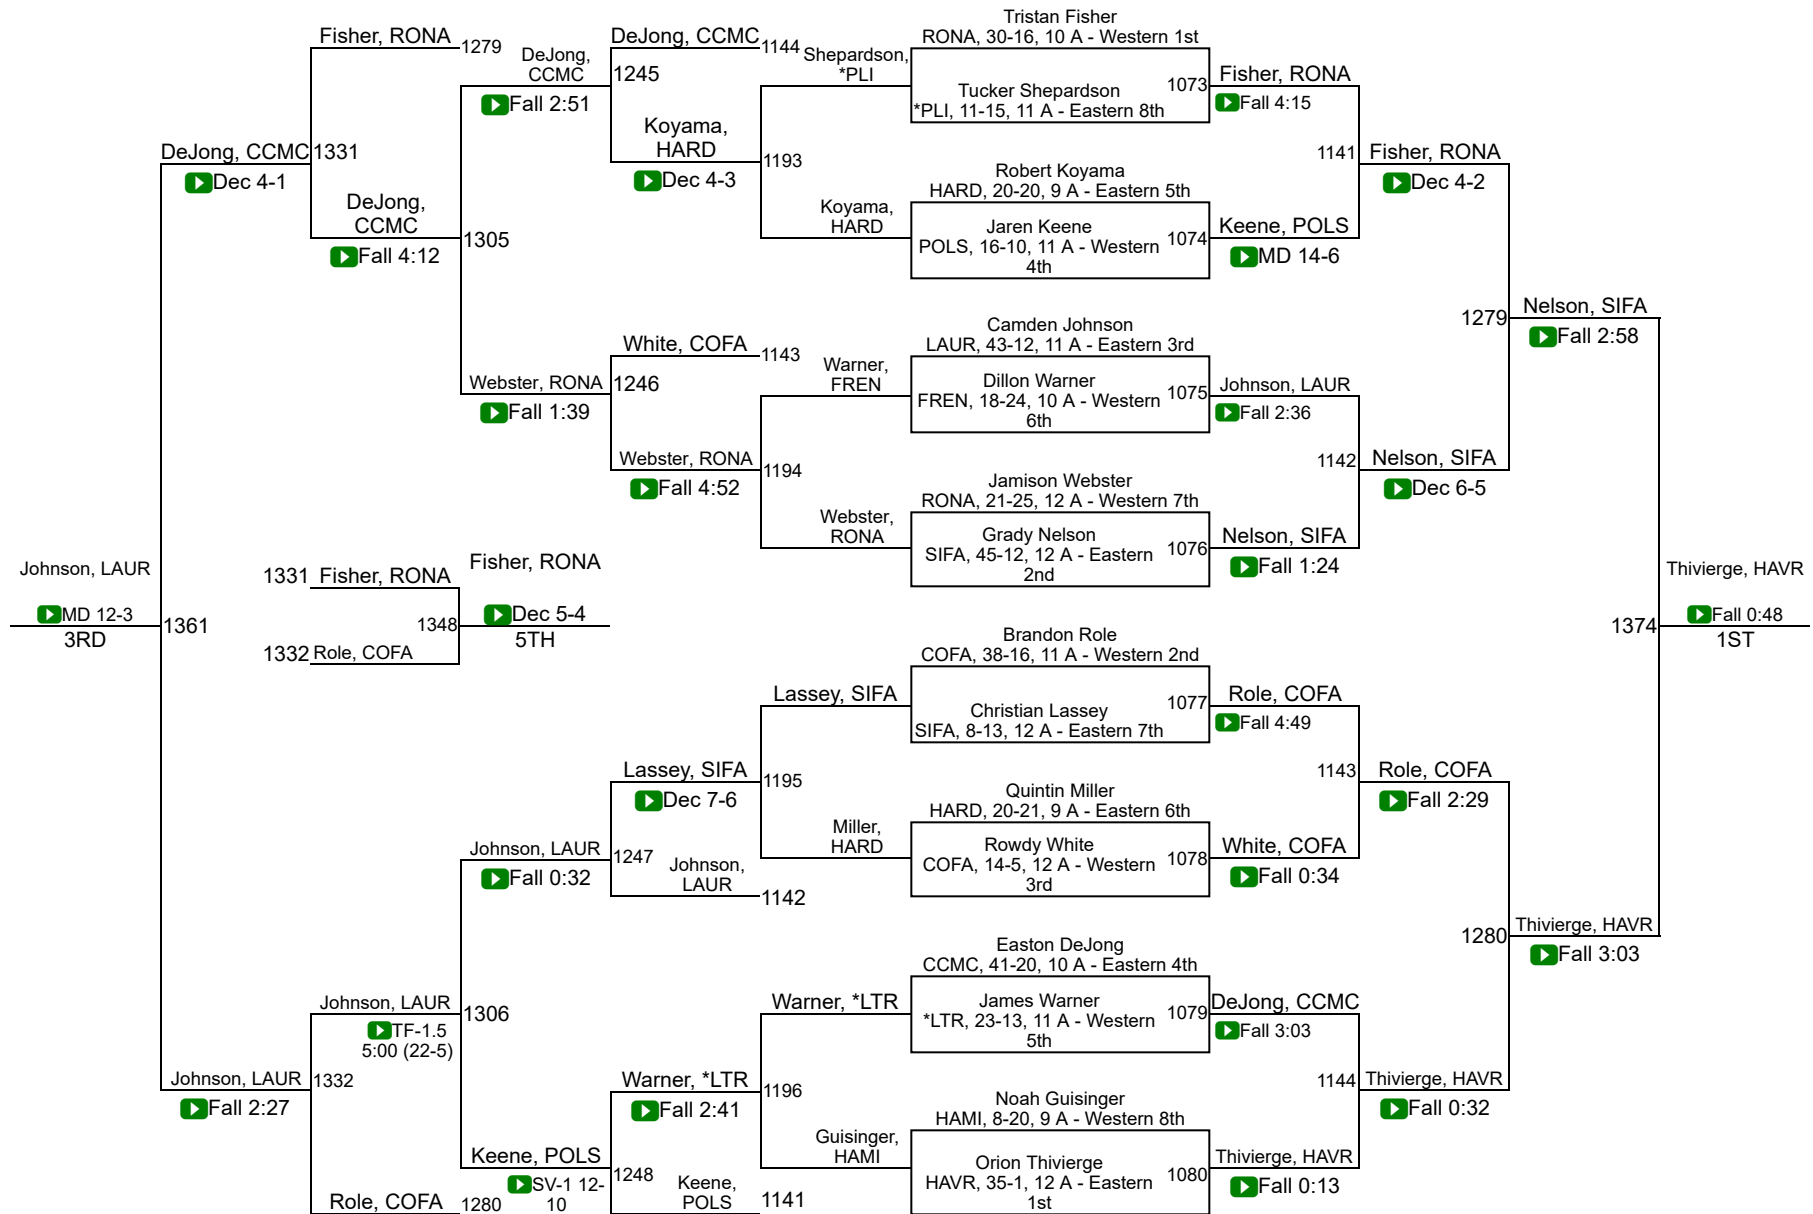 Tristan Fisher
RONA, 30-16, 10 A - Western 1st
Fisher, RONA
1279
DeJong, CCMC
1144
Shepardson,
*PLI
DeJong,
CCMC
1245
Fall 2:51
Tucker Shepardson
*PLI, 11-15, 11 A - Eastern 8th
1073
Fisher, RONA
Fall 4:15
Koyama,
HARD
1193
Dec 4-3
DeJong, CCMC
1331
Dec 4-1
1141
Fisher, RONA
Dec 4-2
Robert Koyama
HARD, 20-20, 9 A - Eastern 5th
Koyama,
HARD
DeJong,
CCMC
1305
Fall 4:12
Jaren Keene
POLS, 16-10, 11 A - Western
4th
1074
Keene, POLS
MD 14-6
1279
Nelson, SIFA
Fall 2:58
Camden Johnson
LAUR, 43-12, 11 A - Eastern 3rd
White, COFA
1143
Warner,
FREN
Webster, RONA
1246
Fall 1:39
Dillon Warner
FREN, 18-24, 10 A - Western
6th
1075
Johnson, LAUR
Fall 2:36
Webster, RONA
1194
Fall 4:52
1142
Nelson, SIFA
Dec 6-5
Jamison Webster
RONA, 21-25, 12 A - Western 7th
Webster,
RONA
Grady Nelson
SIFA, 45-12, 12 A - Eastern
2nd
1076
Nelson, SIFA
Fall 1:24
Johnson, LAUR
MD 12-3
3RD
1361
1331
Fisher, RONA
1332
Role, COFA
1348
Fisher, RONA
Dec 5-4
5TH
1374
Thivierge, HAVR
Fall 0:48
1ST
Brandon Role
COFA, 38-16, 11 A - Western 2nd
Lassey, SIFA
Christian Lassey
SIFA, 8-13, 12 A - Eastern 7th
1077
Role, COFA
Fall 4:49
Lassey, SIFA
1195
Dec 7-6
1143
Role, COFA
Fall 2:29
Quintin Miller
HARD, 20-21, 9 A - Eastern 6th
Miller,
HARD
Johnson, LAUR
1247
Fall 0:32
Johnson,
LAUR
1142
Rowdy White
COFA, 14-5, 12 A - Western
3rd
1078
White, COFA
Fall 0:34
1280
Thivierge, HAVR
Fall 3:03
Easton DeJong
CCMC, 41-20, 10 A - Eastern 4th
Johnson, LAUR
1306
TF-1.5
5:00 (22-5)
Warner, *LTR
James Warner
*LTR, 23-13, 11 A - Western
5th
1079
DeJong, CCMC
Fall 3:03
Johnson, LAUR
1332
Fall 2:27
Warner, *LTR
1196
Fall 2:41
1144
Thivierge, HAVR
Fall 0:32
Noah Guisinger
HAMI, 8-20, 9 A - Western 8th
Guisinger,
HAMI
Keene, POLS
1248
SV-1 12-
10
Keene,
POLS
1141
Orion Thivierge
HAVR, 35-1, 12 A - Eastern
1st
1080
Thivierge, HAVR
Fall 0:13
Role, COFA
1280